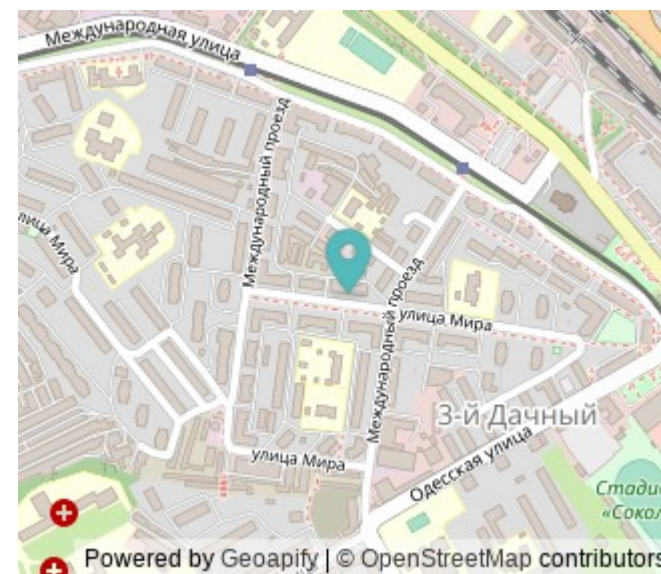 Международная улица
Международный проезд
улица Мира
Международный проезд
улица Мира
3-й Дачный
улица Мира
Одесская улица
Стади
«Сокол
Powered by Geoapify | © OpenStreetMap contributors